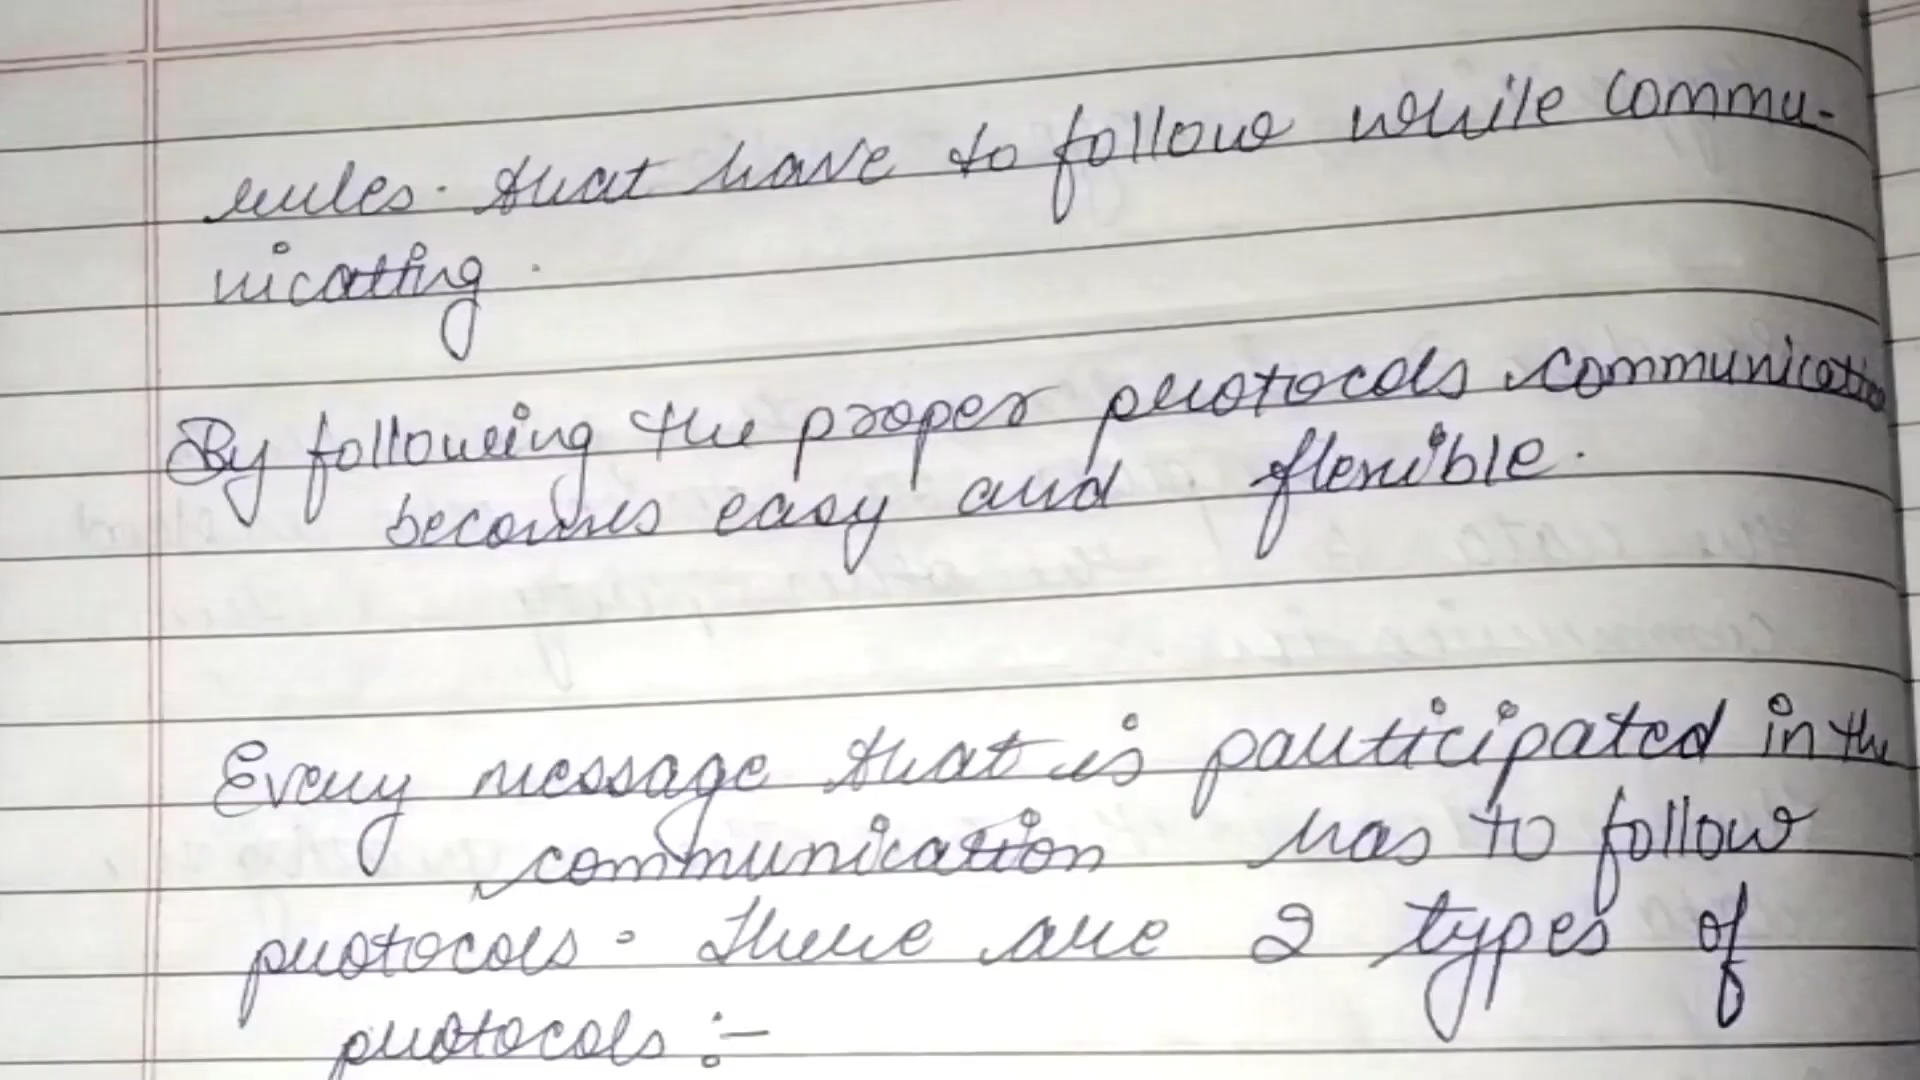 rules. that have to follow while commu-
nicating.
By following the proper protocols communication
becomes easy and flexible.
Every message that is participated in the
communication has to follow
protocols. There are 2 types of
protocols :-